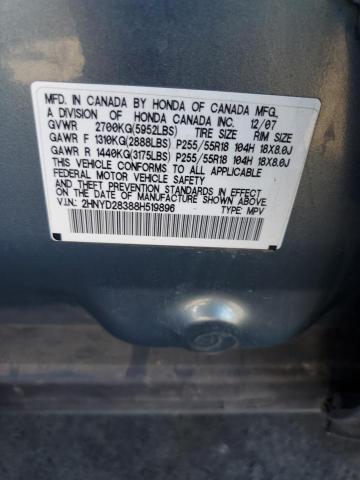 MFD. IN CANADA BY HONDA OF CANADA MFG.,
A DIVISION OF HONDA CANADA INC. 12/07
GVWR 2700KG(5952LBS) TIRE SIZE RIM SIZE
GAWR F 1310KG(2888LBS) P255/55R18 104H 18X8.0J
GAWR R 1440KG(3175LBS) P255/55R18 104H 18X8.0J
THIS VEHICLE CONFORMS TO ALL APPLICABLE
FEDERAL MOTOR VEHICLE SAFETY AND
THEFT PREVENTION STANDARDS IN EFFECT ON
THE DATE OF MANUFACTURE SHOWN ABOVE.
V.I.N: 2HNYD28388H519896 TYPE: MPV